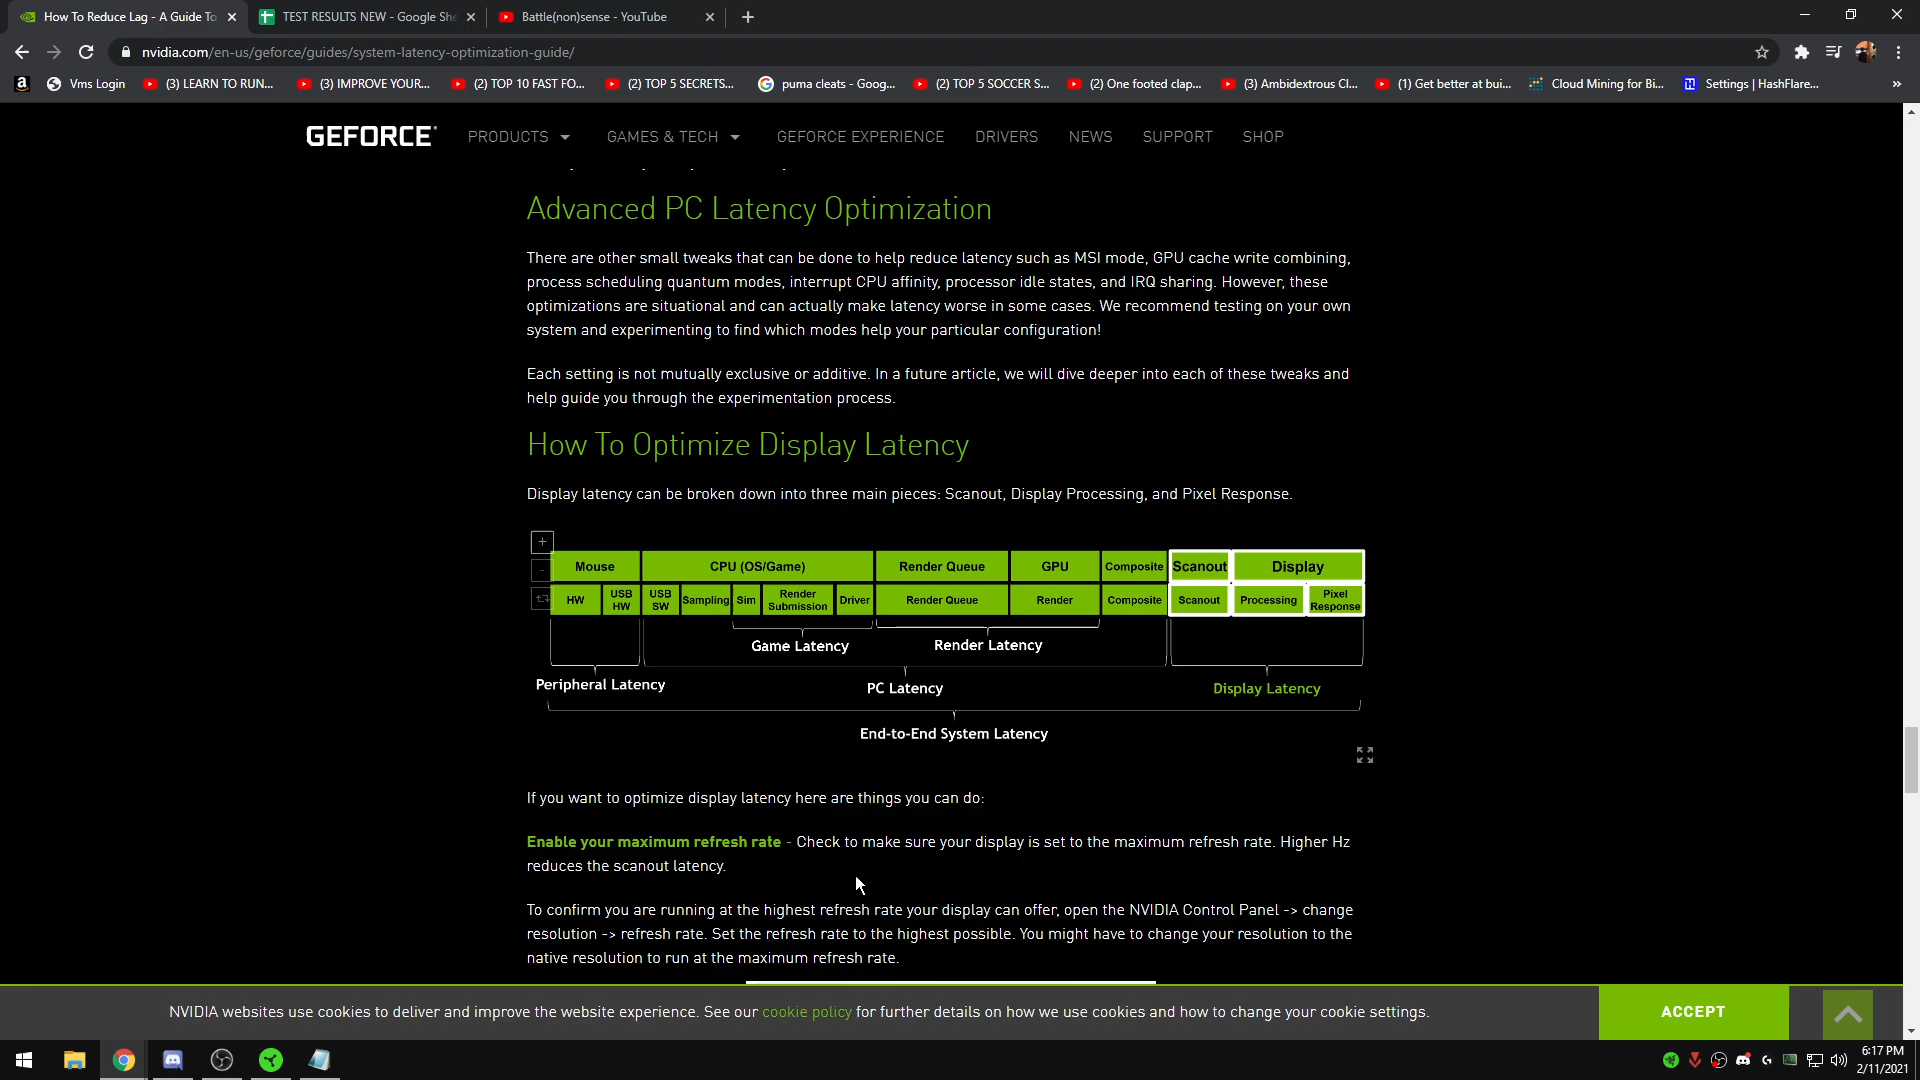 How To Reduce Lag - A Guide To
TEST RESULTS NEW - Google She
Battle(non)sense - YouTube
nvidia.com/en-us/geforce/guides/system-latency-optimization-guide/
Vms Login
(3) LEARN TO RUN...
(3) IMPROVE YOUR...
(2) TOP 10 FAST FO...
(2) TOP 5 SECRETS...
puma cleats - Goog...
(2) TOP 5 SOCCER S...
(2) One footed clap...
(3) Ambidextrous Cl...
(1) Get better at bui...
Cloud Mining for Bi...
Settings | HashFlare...
GEFORCE
PRODUCTS
GAMES & TECH
GEFORCE EXPERIENCE
DRIVERS
NEWS
SUPPORT
SHOP
Advanced PC Latency Optimization
There are other small tweaks that can be done to help reduce latency such as MSI mode, GPU cache write combining,
process scheduling quantum modes, interrupt CPU affinity, processor idle states, and IRQ sharing. However, these
optimizations are situational and can actually make latency worse in some cases. We recommend testing on your own
system and experimenting to find which modes help your particular configuration!
Each setting is not mutually exclusive or additive. In a future article, we will dive deeper into each of these tweaks and
help guide you through the experimentation process.
How To Optimize Display Latency
Display latency can be broken down into three main pieces: Scanout, Display Processing, and Pixel Response.
Mouse
CPU (OS/Game)
Render Queue
GPU
Composite
Scanout
Display
HW
USB HW
USB SW
Sampling
Sim
Render Submission
Driver
Render Queue
Render
Composite
Scanout
Processing
Pixel Response
Game Latency
Render Latency
Peripheral Latency
PC Latency
Display Latency
End-to-End System Latency
If you want to optimize display latency here are things you can do:
Enable your maximum refresh rate - Check to make sure your display is set to the maximum refresh rate. Higher Hz
reduces the scanout latency.
To confirm you are running at the highest refresh rate your display can offer, open the NVIDIA Control Panel -> change
resolution -> refresh rate. Set the refresh rate to the highest possible. You might have to change your resolution to the
native resolution to run at the maximum refresh rate.
NVIDIA websites use cookies to deliver and improve the website experience. See our cookie policy for further details on how we use cookies and how to change your cookie settings.
ACCEPT
6:17 PM
2/11/2021